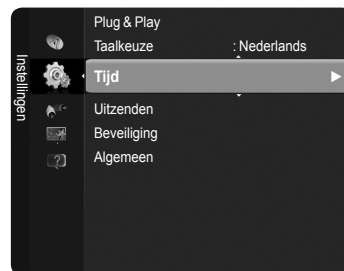 Instellingen
Plug & Play
Taalkeuze : Nederlands
Tijd
Uitzenden
Beveiliging
Algemeen